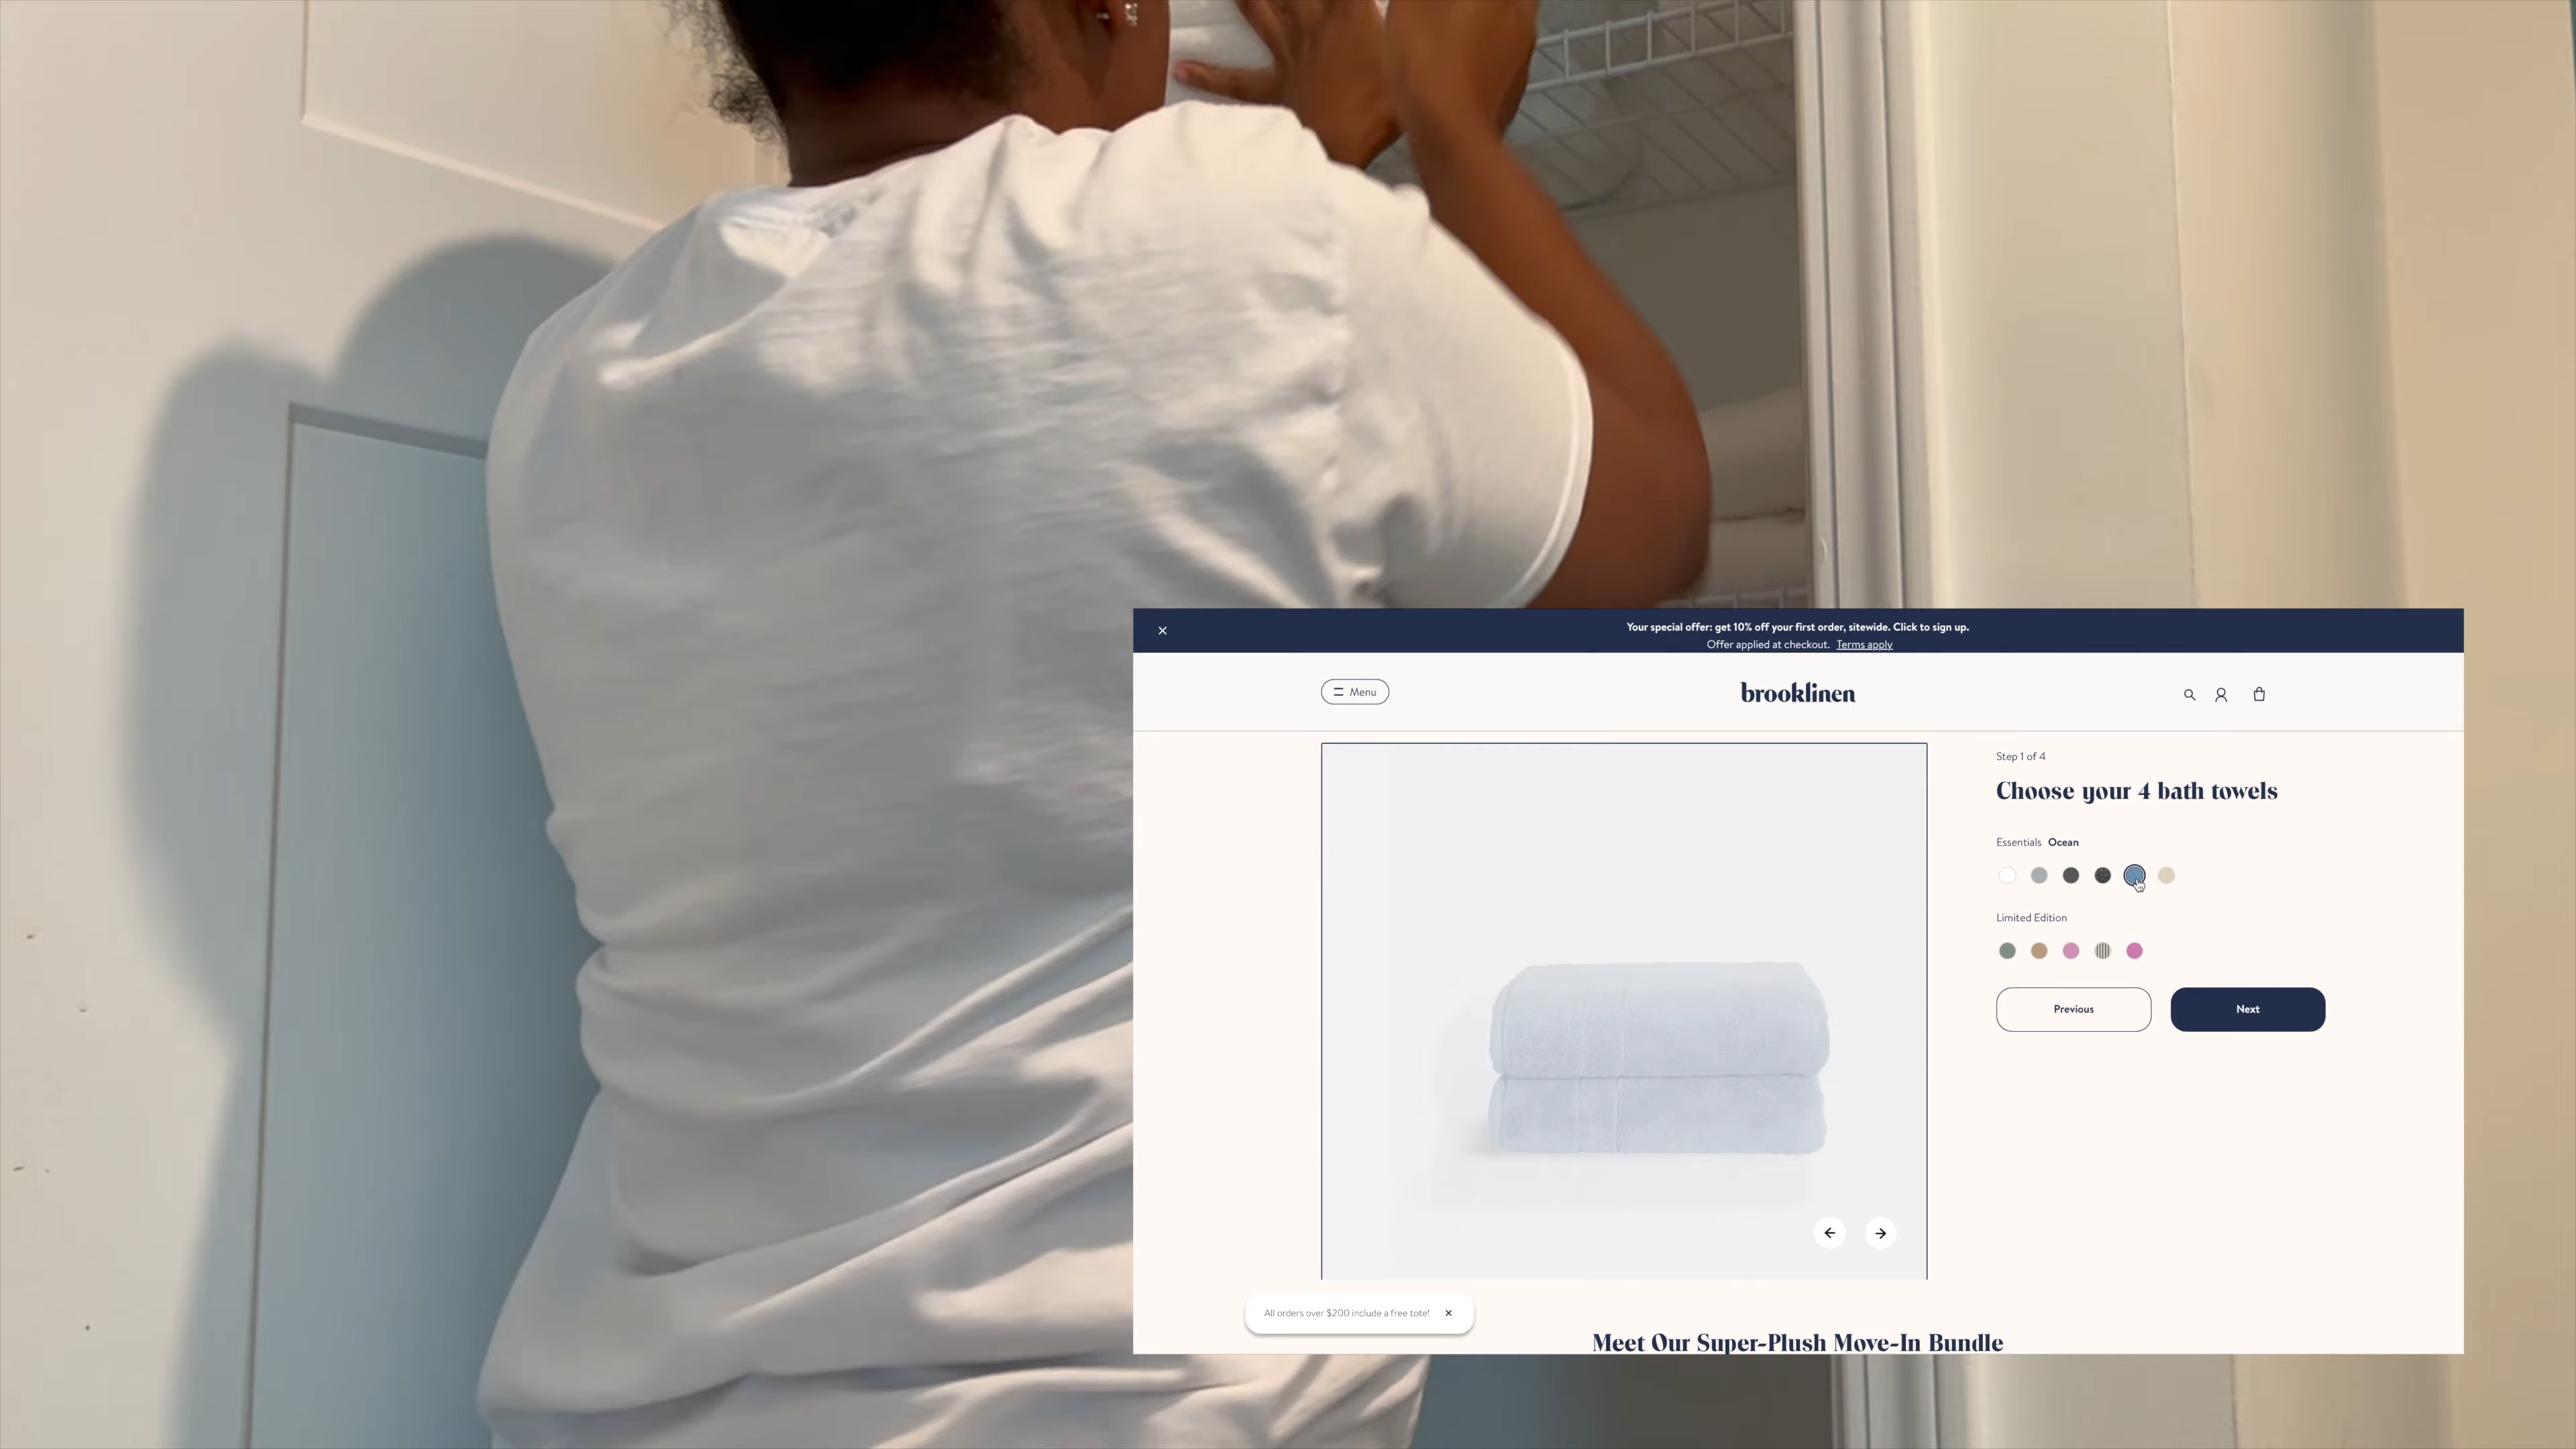 Your special offer: get 10% off your first order, sitewide. Click to sign up.
Offer applied at checkout. Terms apply
Menu
brooklinen
Step 1 of 4
Choose your 4 bath towels
Essentials Ocean
Limited Edition
Previous
Next
All orders over $200 include a free tote!
Meet Our Super-Plush Move-In Bundle